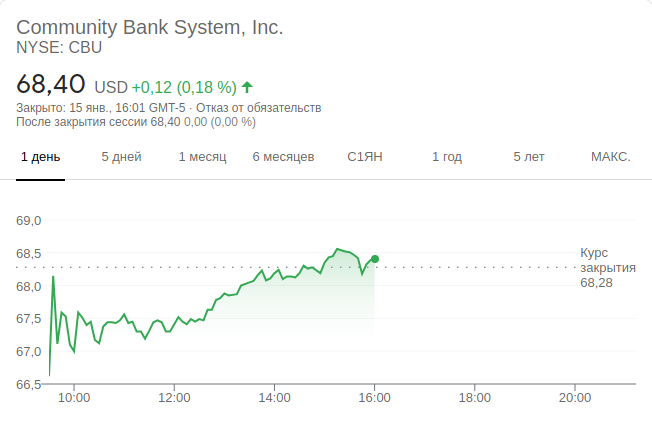 Community Bank System, Inc.
NYSE: CBU
68,40 USD +0,12 (0,18 %)
Закрыто: 15 янв., 16:01 GMT-5 · Отказ от обязательств
После закрытия сессии 68,40 0,00 (0,00 %)
1 день 5 дней 1 месяц 6 месяцев С1ЯН 1 год 5 лет МАКС.
69,0
68,5
68,0
67,5
67,0
66,5
Курс
закрытия
68,28
10:00 12:00 14:00 16:00 18:00 20:00